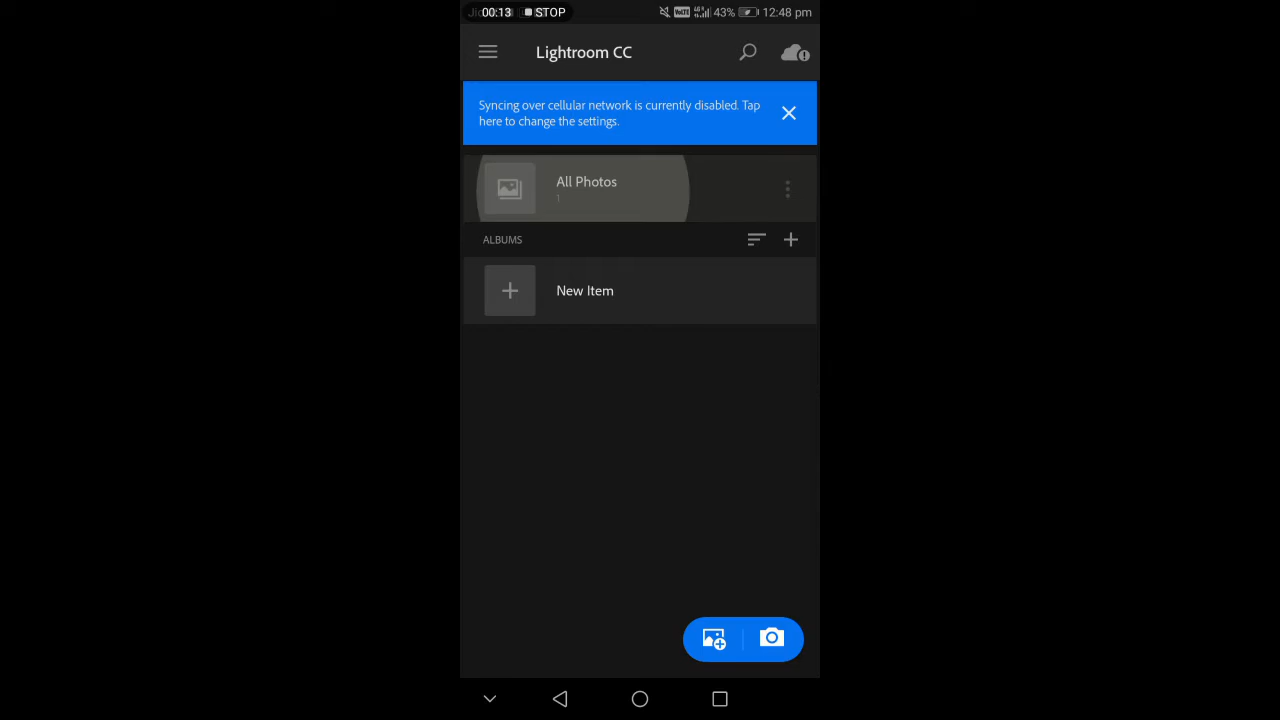 00:13 STOP 43% 12:48 pm
Lightroom CC
Syncing over cellular network is currently disabled. Tap
here to change the settings.
All Photos
1
ALBUMS
New Item